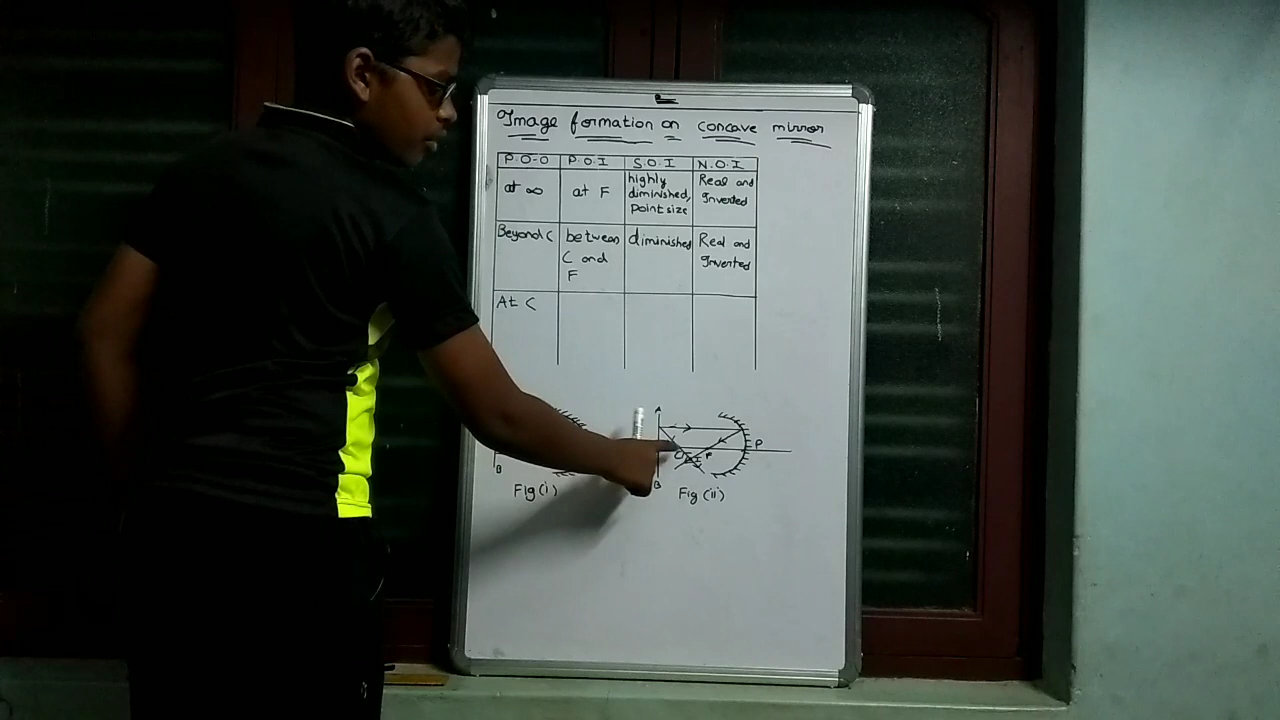 Image formation on concave mirror
P.O.O P.O.I S.O.I N.O.I
at ∞
at F
highly
diminished,
point size
Real and
Inverted
Beyond C
between
C and
F
diminished
Real and
Inverted
At C
B
Fig (i)
A
P
C
F
B
Fig (ii)